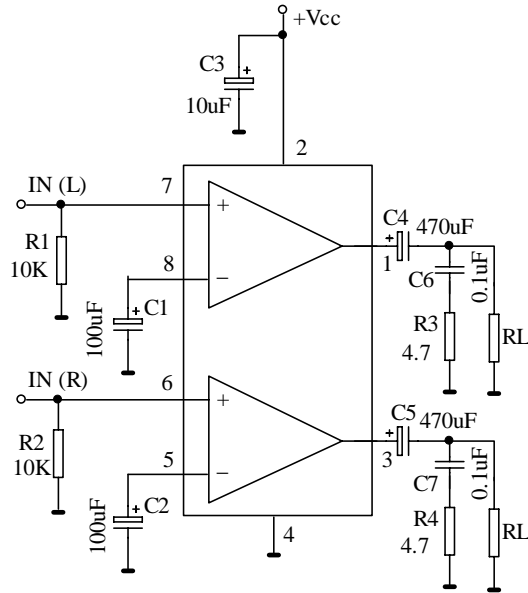 +Vcc
C3
10uF
2
IN (L)
7
R1
10K
8
C1
100uF
+
−
C4
470uF
1
C6
0.1uF
R3
4.7
RL
IN (R)
6
R2
10K
5
C2
100uF
+
−
C5
470uF
3
C7
0.1uF
R4
4.7
RL
4